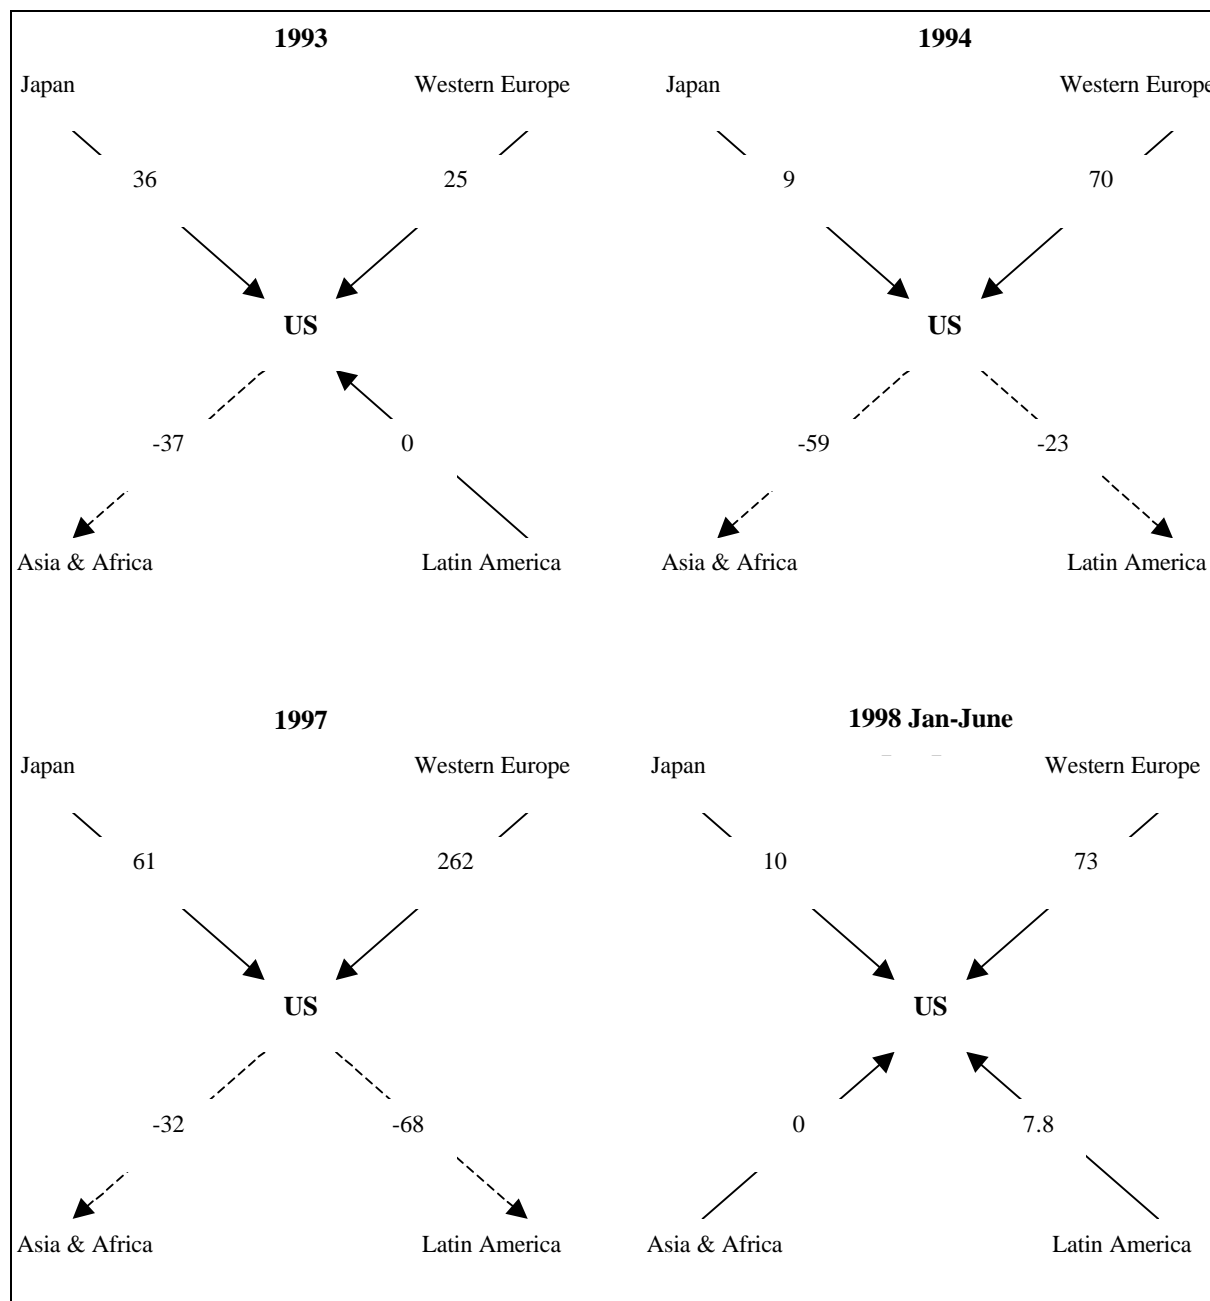 1993
Japan
Western Europe
36
25
US
-37
0
Asia & Africa
Latin America
1994
Japan
Western Europe
9
70
US
-59
-23
Asia & Africa
Latin America
1997
Japan
Western Europe
61
262
US
-32
-68
Asia & Africa
Latin America
1998 Jan-June
Japan
Western Europe
10
73
US
0
7.8
Asia & Africa
Latin America